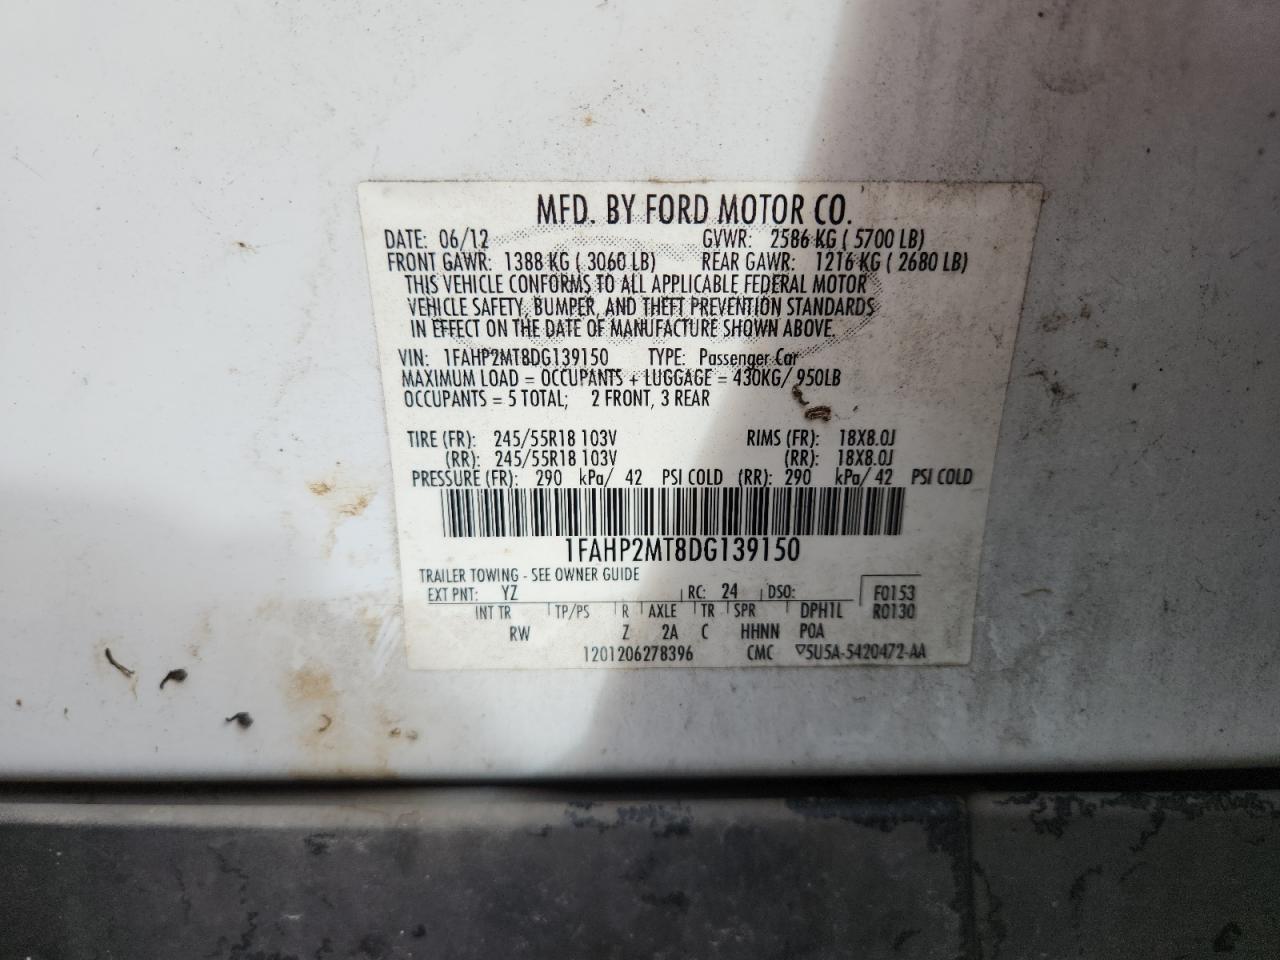 MFD. BY FORD MOTOR CO.
DATE: 06/12 GVWR: 2586 KG ( 5700 LB)
FRONT GAWR: 1388 KG ( 3060 LB) REAR GAWR: 1216 KG ( 2680 LB)
THIS VEHICLE CONFORMS TO ALL APPLICABLE FEDERAL MOTOR
VEHICLE SAFETY, BUMPER, AND THEFT PREVENTION STANDARDS
IN EFFECT ON THE DATE OF MANUFACTURE SHOWN ABOVE.
VIN: 1FAHP2MT8DG139150 TYPE: Passenger Car
MAXIMUM LOAD = OCCUPANTS + LUGGAGE = 430KG/ 950LB
OCCUPANTS = 5 TOTAL; 2 FRONT, 3 REAR
TIRE (FR): 245/55R18 103V RIMS (FR): 18X8.0J
(RR): 245/55R18 103V (RR): 18X8.0J
PRESSURE (FR): 290 kPa/ 42 PSI COLD (RR): 290 kPa/ 42 PSI COLD
1FAHP2MT8DG139150
TRAILER TOWING - SEE OWNER GUIDE
EXT PNT: YZ RC: 24 DSO: F0153
INT TR TP/PS R AXLE TR SPR DPH1L R0130
RW Z 2A C HHNN POA
1201206278396 CMC ▽5U5A-5420472-AA